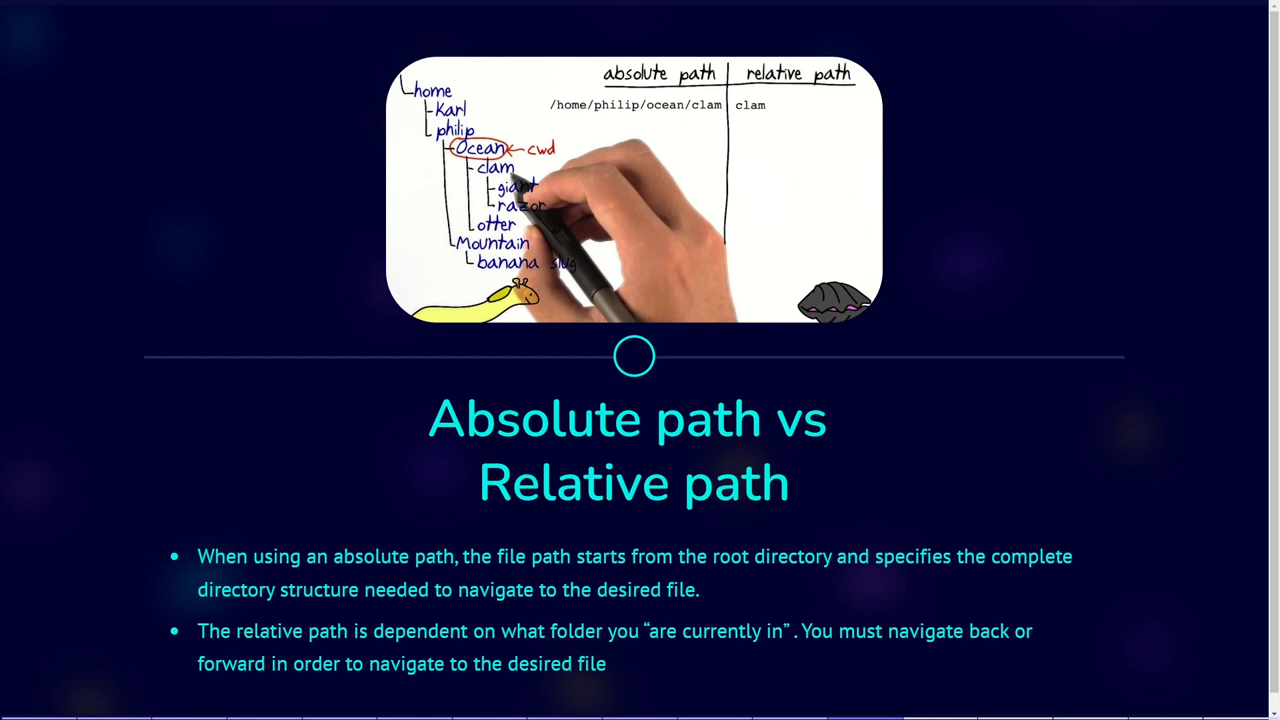 absolute path relative path
/home/philip/ocean/clam clam
home
Karl
philip
Ocean cwd
clam
giant
razor
otter
Mountain
banana slug
Absolute path vs
Relative path
• When using an absolute path, the file path starts from the root directory and specifies the complete
directory structure needed to navigate to the desired file.
• The relative path is dependent on what folder you “are currently in” . You must navigate back or
forward in order to navigate to the desired file